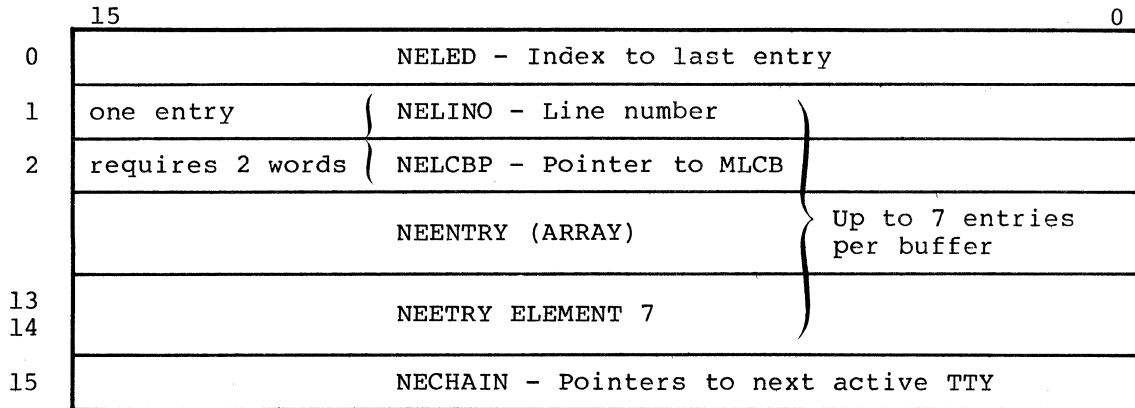 15 0
0 NELED - Index to last entry
1 one entry NELINO - Line number
2 requires 2 words NELCBP - Pointer to MLCB
NEENTRY (ARRAY)
Up to 7 entries
per buffer
13
14
NEETRY ELEMENT 7
15 NECHAIN - Pointers to next active TTY